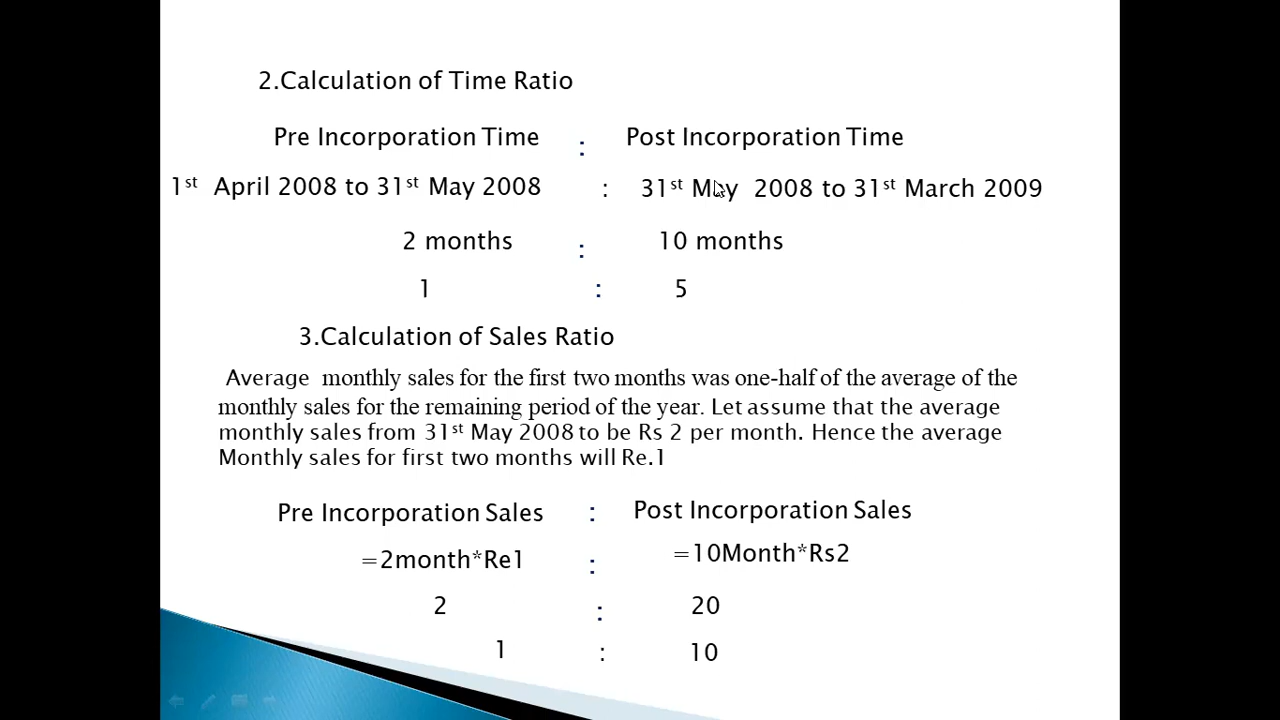 2.Calculation of Time Ratio
Pre Incorporation Time : Post Incorporation Time
1st April 2008 to 31st May 2008 : 31st May 2008 to 31st March 2009
2 months : 10 months
1 : 5
3.Calculation of Sales Ratio
Average monthly sales for the first two months was one-half of the average of the
monthly sales for the remaining period of the year. Let assume that the average
monthly sales from 31st May 2008 to be Rs 2 per month. Hence the average
Monthly sales for first two months will Re.1
Pre Incorporation Sales : Post Incorporation Sales
=2month*Re1 : =10Month*Rs2
2 : 20
1 : 10